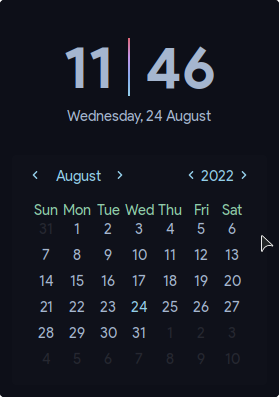 11 46
Wednesday, 24 August
August 2022
Sun Mon Tue Wed Thu Fri Sat
31 1 2 3 4 5 6
7 8 9 10 11 12 13
14 15 16 17 18 19 20
21 22 23 24 25 26 27
28 29 30 31 1 2 3
4 5 6 7 8 9 10